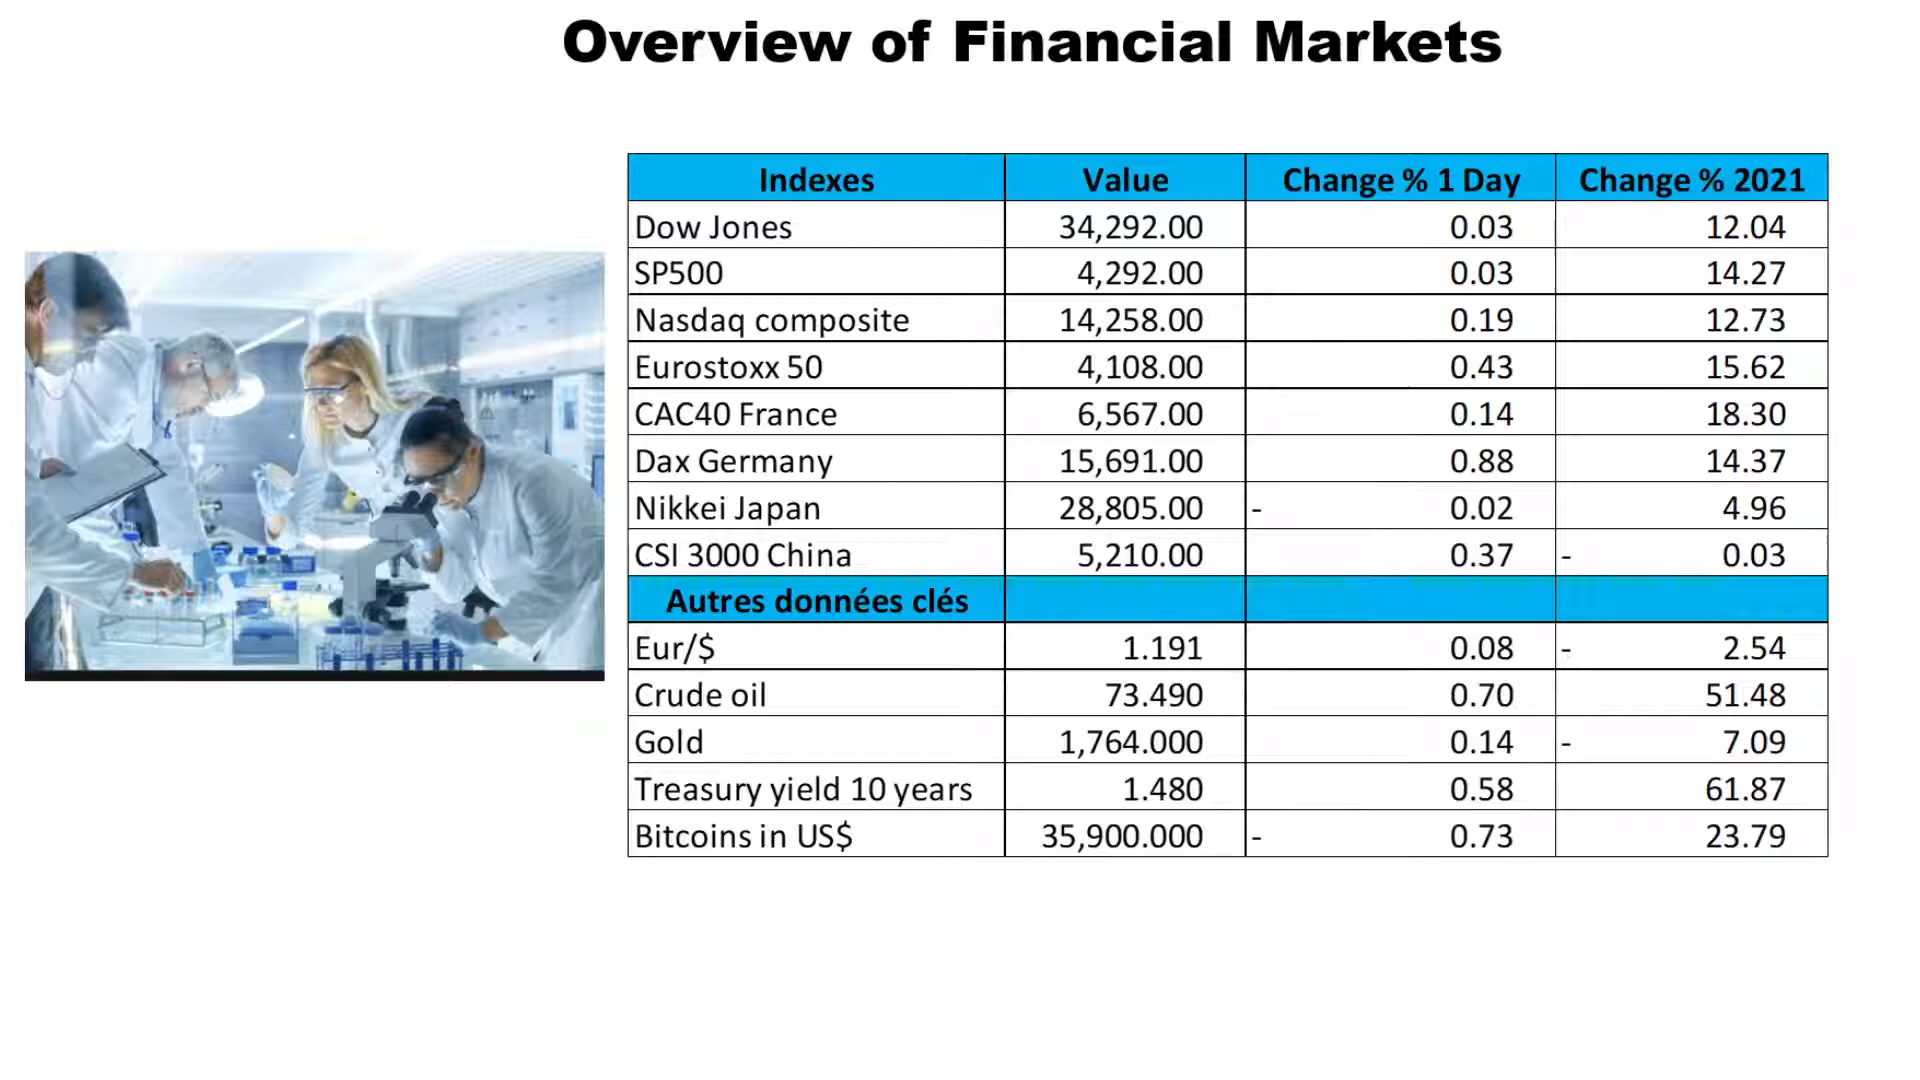 Overview of Financial Markets
Indexes Value Change % 1 Day Change % 2021
Dow Jones 34,292.00 0.03 12.04
SP500 4,292.00 0.03 14.27
Nasdaq composite 14,258.00 0.19 12.73
Eurostoxx 50 4,108.00 0.43 15.62
CAC40 France 6,567.00 0.14 18.30
Dax Germany 15,691.00 0.88 14.37
Nikkei Japan 28,805.00 - 0.02 4.96
CSI 3000 China 5,210.00 0.37 - 0.03
Autres données clés
Eur/$ 1.191 0.08 - 2.54
Crude oil 73.490 0.70 51.48
Gold 1,764.000 0.14 - 7.09
Treasury yield 10 years 1.480 0.58 61.87
Bitcoins in US$ 35,900.000 - 0.73 23.79